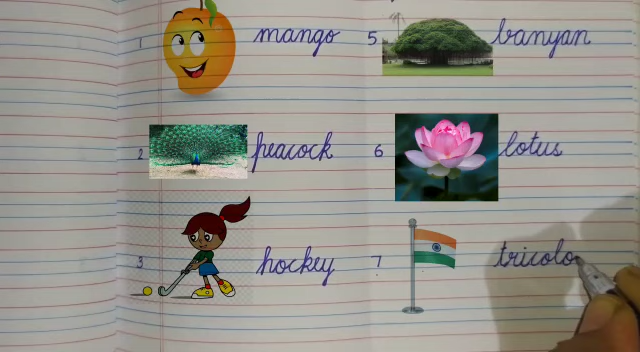 1 mango
2 peacock
3 hockey
5 banyan
6 lotus
7 tricolo